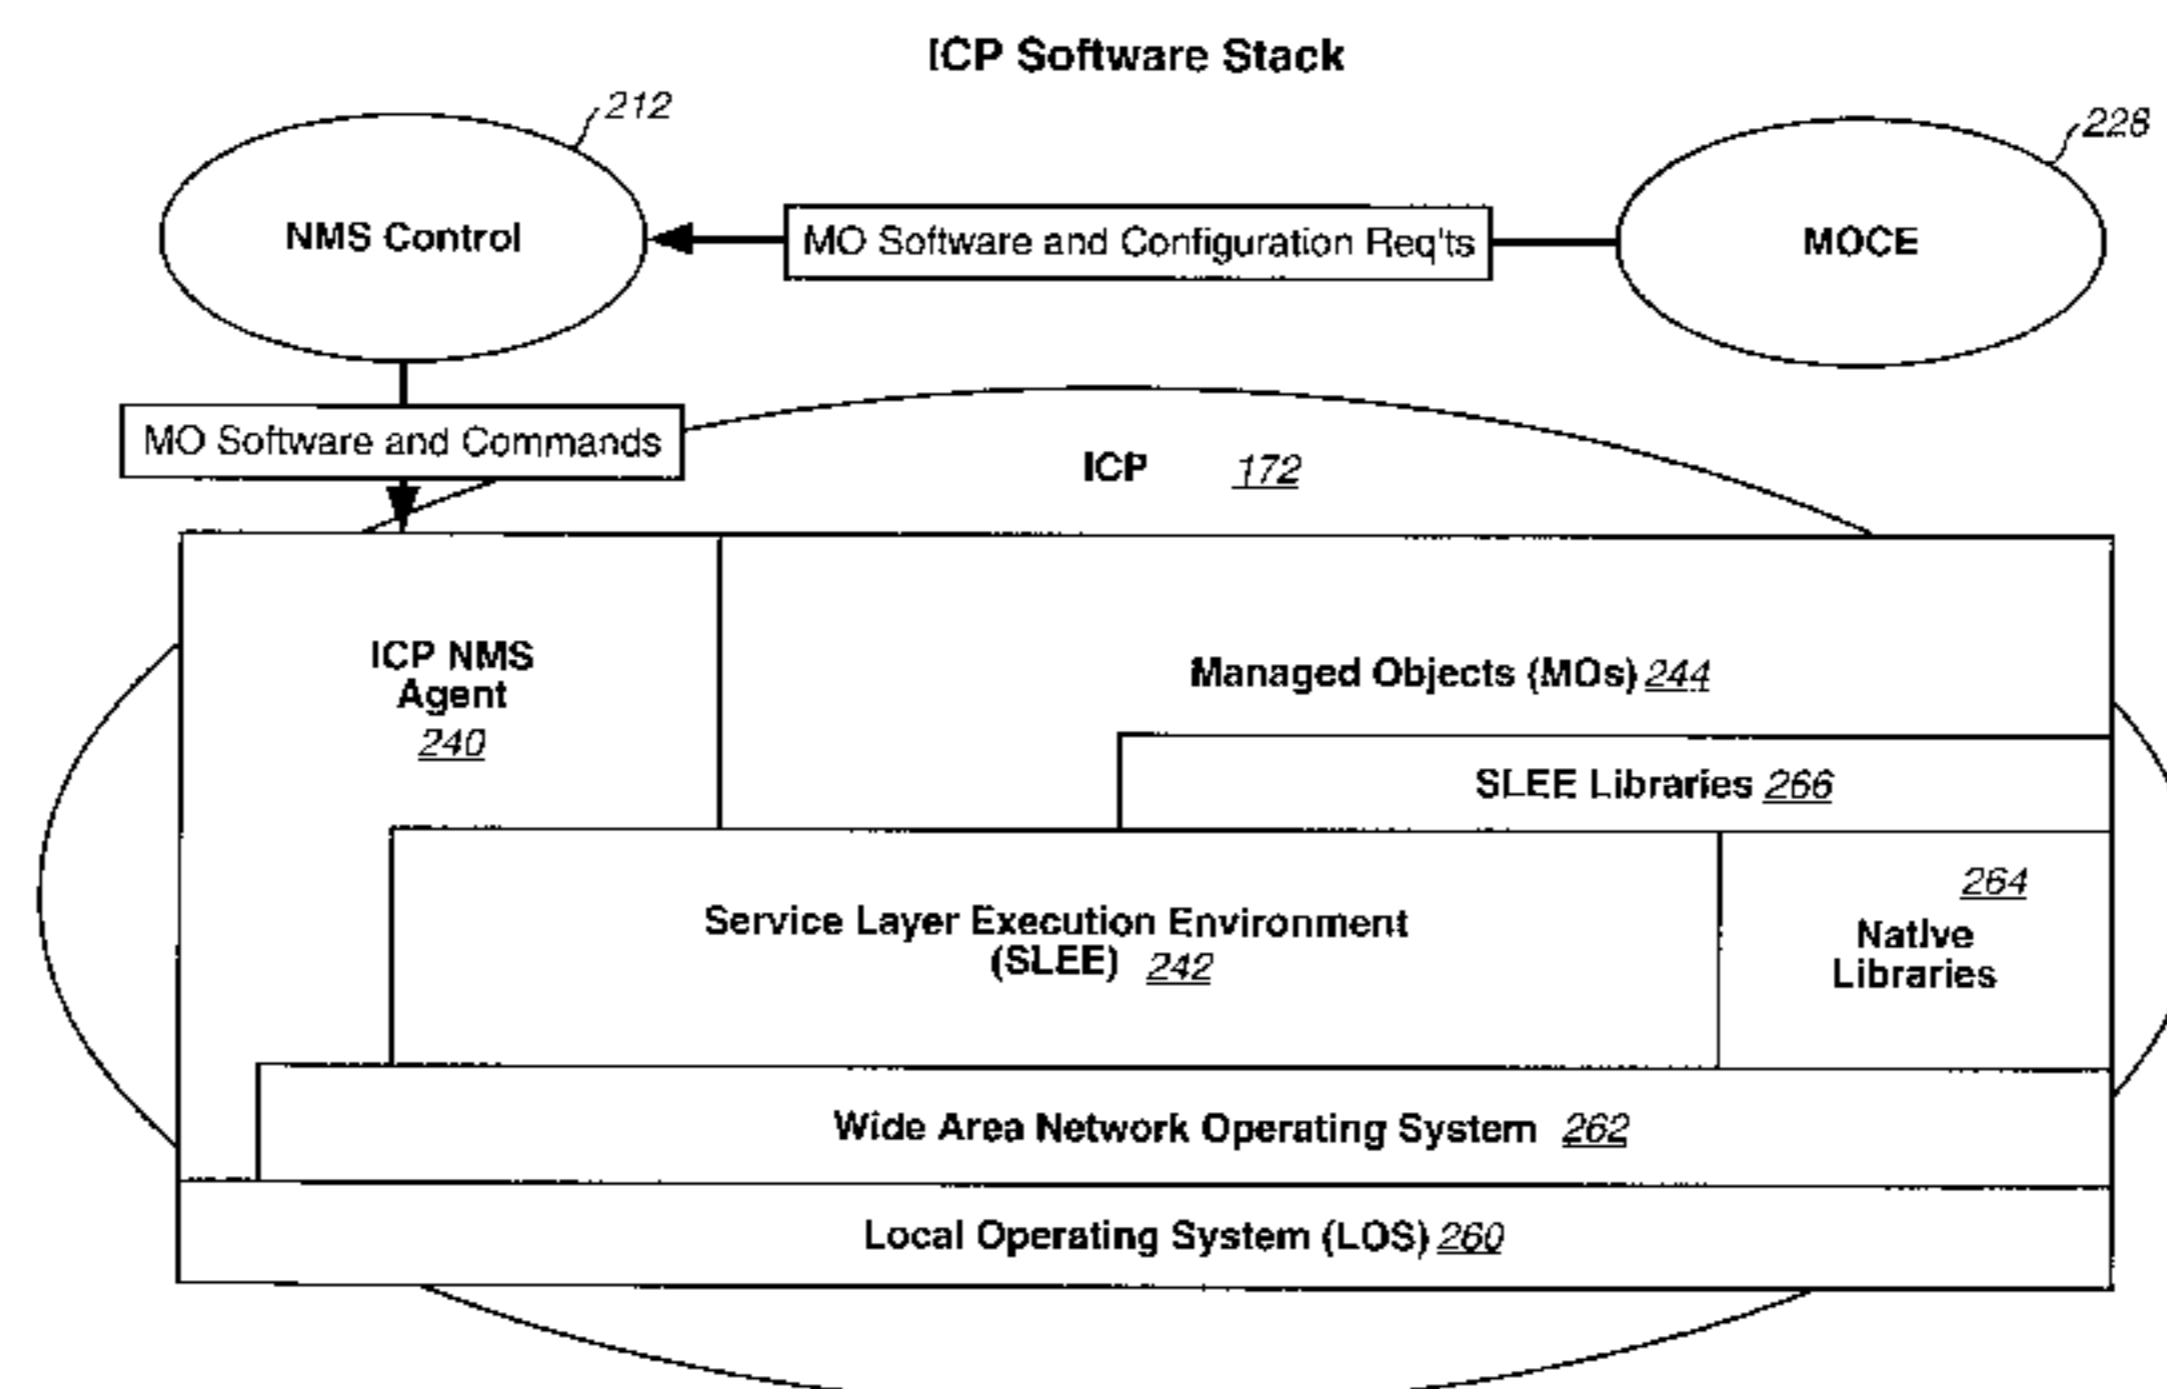 ICP Software Stack
212
228
NMS Control
MO Software and Configuration Req'ts
MOCE
MO Software and Commands
ICP 172
ICP NMS
Agent
240
Managed Objects (MOs) 244
SLEE Libraries 266
Service Layer Execution Environment
(SLEE) 242
264
Native
Libraries
Wide Area Network Operating System 262
Local Operating System (LOS) 260